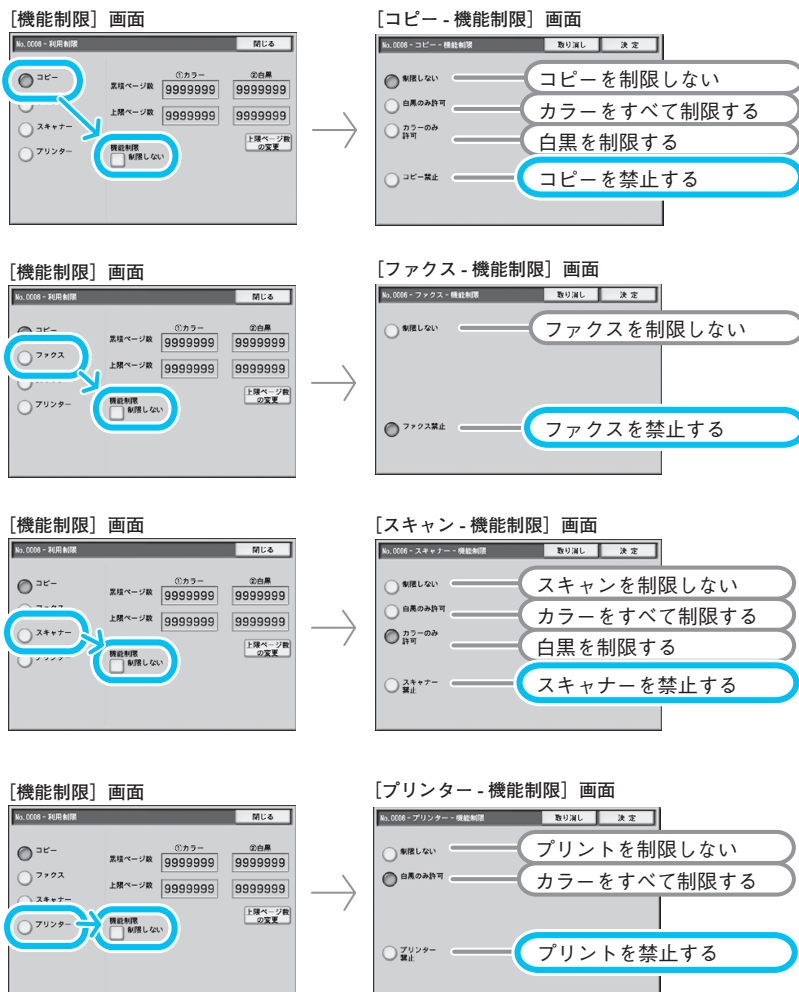 [機能制限] 画面
No.0006 - 利用制限
閉じる
コピー
スキャナー
プリンター
①カラー
②白黒
累積ページ数
9999999
9999999
上限ページ数
9999999
9999999
機能制限
制限しない
上限ページ数
の変更
[コピー - 機能制限] 画面
No.0006 - コピー - 機能制限
取り消し
決 定
制限しない
コピーを制限しない
白黒のみ許可
カラーをすべて制限する
カラーのみ
許可
白黒を制限する
コピー禁止
コピーを禁止する
[機能制限] 画面
No.0006 - 利用制限
閉じる
コピー
ファクス
プリンター
①カラー
②白黒
累積ページ数
9999999
9999999
上限ページ数
9999999
9999999
機能制限
制限しない
上限ページ数
の変更
[ファクス - 機能制限] 画面
No.0006 - ファクス - 機能制限
取り消し
決 定
制限しない
ファクスを制限しない
ファクス禁止
ファクスを禁止する
[機能制限] 画面
No.0006 - 利用制限
閉じる
コピー
スキャナー
①カラー
②白黒
累積ページ数
9999999
9999999
上限ページ数
9999999
9999999
機能制限
制限しない
上限ページ数
の変更
[スキャン - 機能制限] 画面
No.0006 - スキャナー - 機能制限
取り消し
決 定
制限しない
スキャンを制限しない
白黒のみ許可
カラーをすべて制限する
カラーのみ
許可
白黒を制限する
スキャナー
禁止
スキャナーを禁止する
[機能制限] 画面
No.0006 - 利用制限
閉じる
コピー
ファクス
スキャナー
プリンター
①カラー
②白黒
累積ページ数
9999999
9999999
上限ページ数
9999999
9999999
機能制限
制限しない
上限ページ数
の変更
[プリンター - 機能制限] 画面
No.0006 - プリンター - 機能制限
取り消し
決 定
制限しない
プリントを制限しない
白黒のみ許可
カラーをすべて制限する
プリンター
禁止
プリントを禁止する